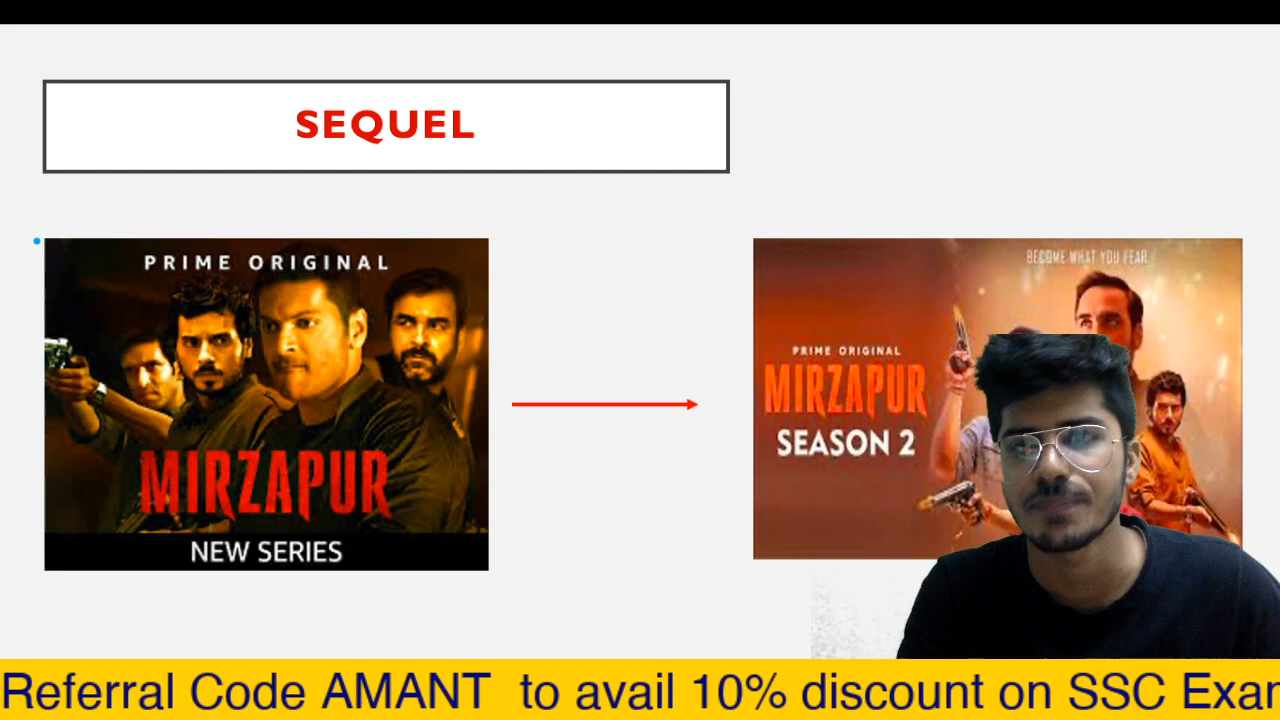 SEQUEL
PRIME ORIGINAL
MIRZAPUR
NEW SERIES
BECOME WHAT YOU FEAR
PRIME ORIGINAL
MIRZAPUR
SEASON 2
Referral Code AMANT to avail 10% discount on SSC Exar